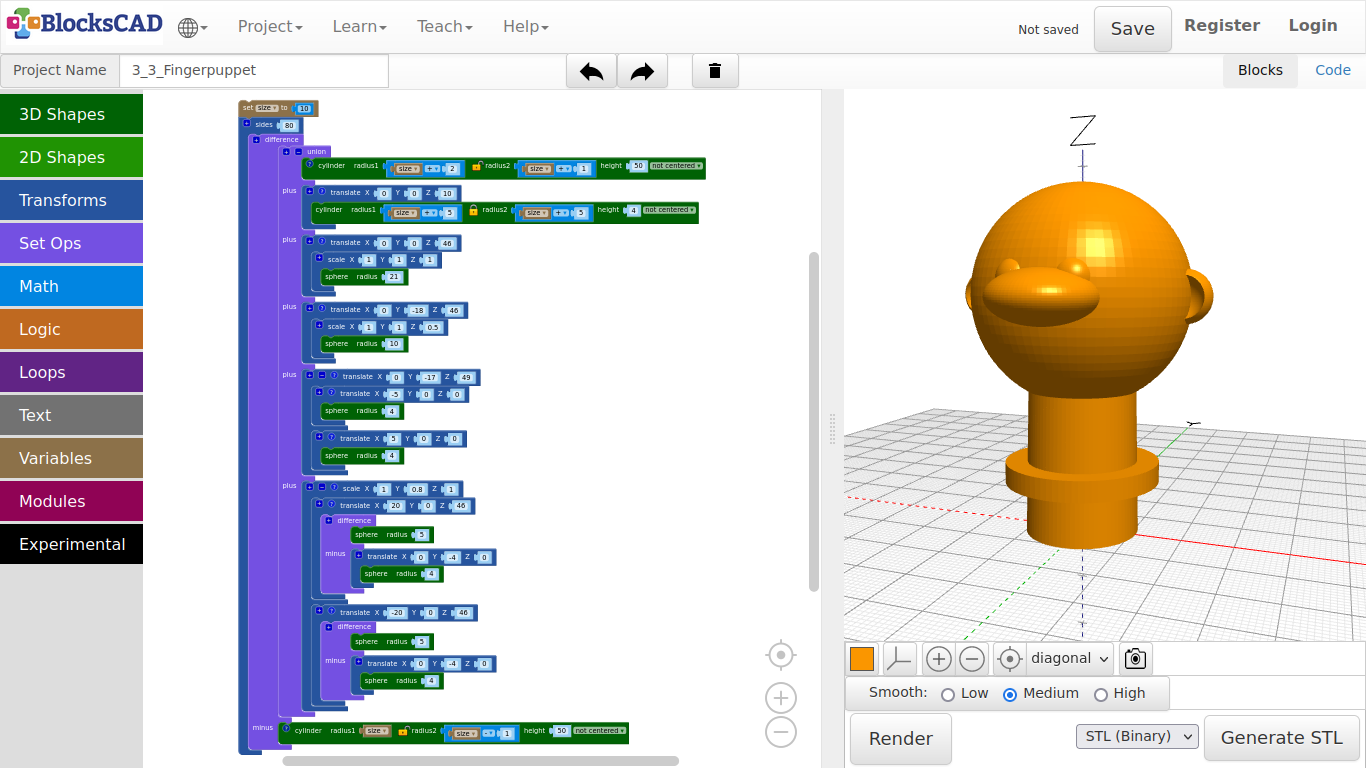 BlocksCAD
Project
Learn
Teach
Help
Not saved
Save
Register
Login
Project Name
3_3_Fingerpuppet
Blocks
Code
3D Shapes
2D Shapes
Transforms
Set Ops
Math
Logic
Loops
Text
Variables
Modules
Experimental
set size to 10
sides 80
difference
union
cylinder radius1 size + 2 radius2 size + 1 height 50 not centered
plus translate X 0 Y 0 Z 10
cylinder radius1 size + 5 radius2 size + 5 height 4 not centered
plus translate X 0 Y 0 Z 46
scale X 1 Y 1 Z 1
sphere radius 21
plus translate X 0 Y -18 Z 46
scale X 1 Y 1 Z 0.5
sphere radius 10
plus translate X 0 Y -17 Z 49
translate X -5 Y 0 Z 0
sphere radius 4
translate X 5 Y 0 Z 0
sphere radius 4
plus scale X 1 Y 0.8 Z 1
translate X 20 Y 0 Z 46
difference
sphere radius 5
minus translate X 0 Y -4 Z 0
sphere radius 4
translate X -20 Y 0 Z 46
difference
sphere radius 5
minus translate X 0 Y -4 Z 0
sphere radius 4
minus cylinder radius1 size radius2 size - 1 height 50 not centered
Z
Y
diagonal
Smooth: Low Medium High
Render
STL (Binary)
Generate STL